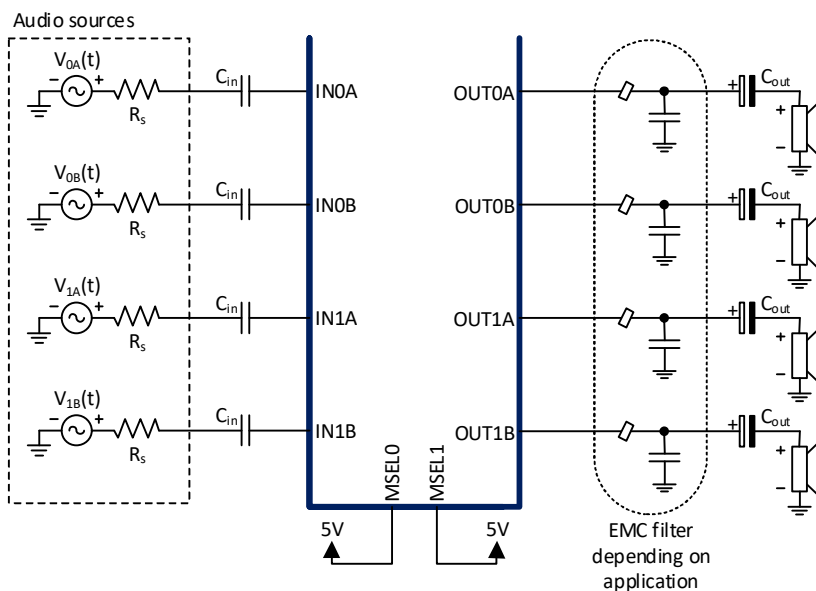 Audio sources
V0A(t)
− +
Rs
Cin
IN0A
OUT0A
+ Cout
+
−
V0B(t)
− +
Rs
Cin
IN0B
OUT0B
+ Cout
+
−
V1A(t)
− +
Rs
Cin
IN1A
OUT1A
+ Cout
+
−
V1B(t)
− +
Rs
Cin
IN1B
OUT1B
+ Cout
+
−
MSEL0
MSEL1
5V
5V
EMC filter
depending on
application